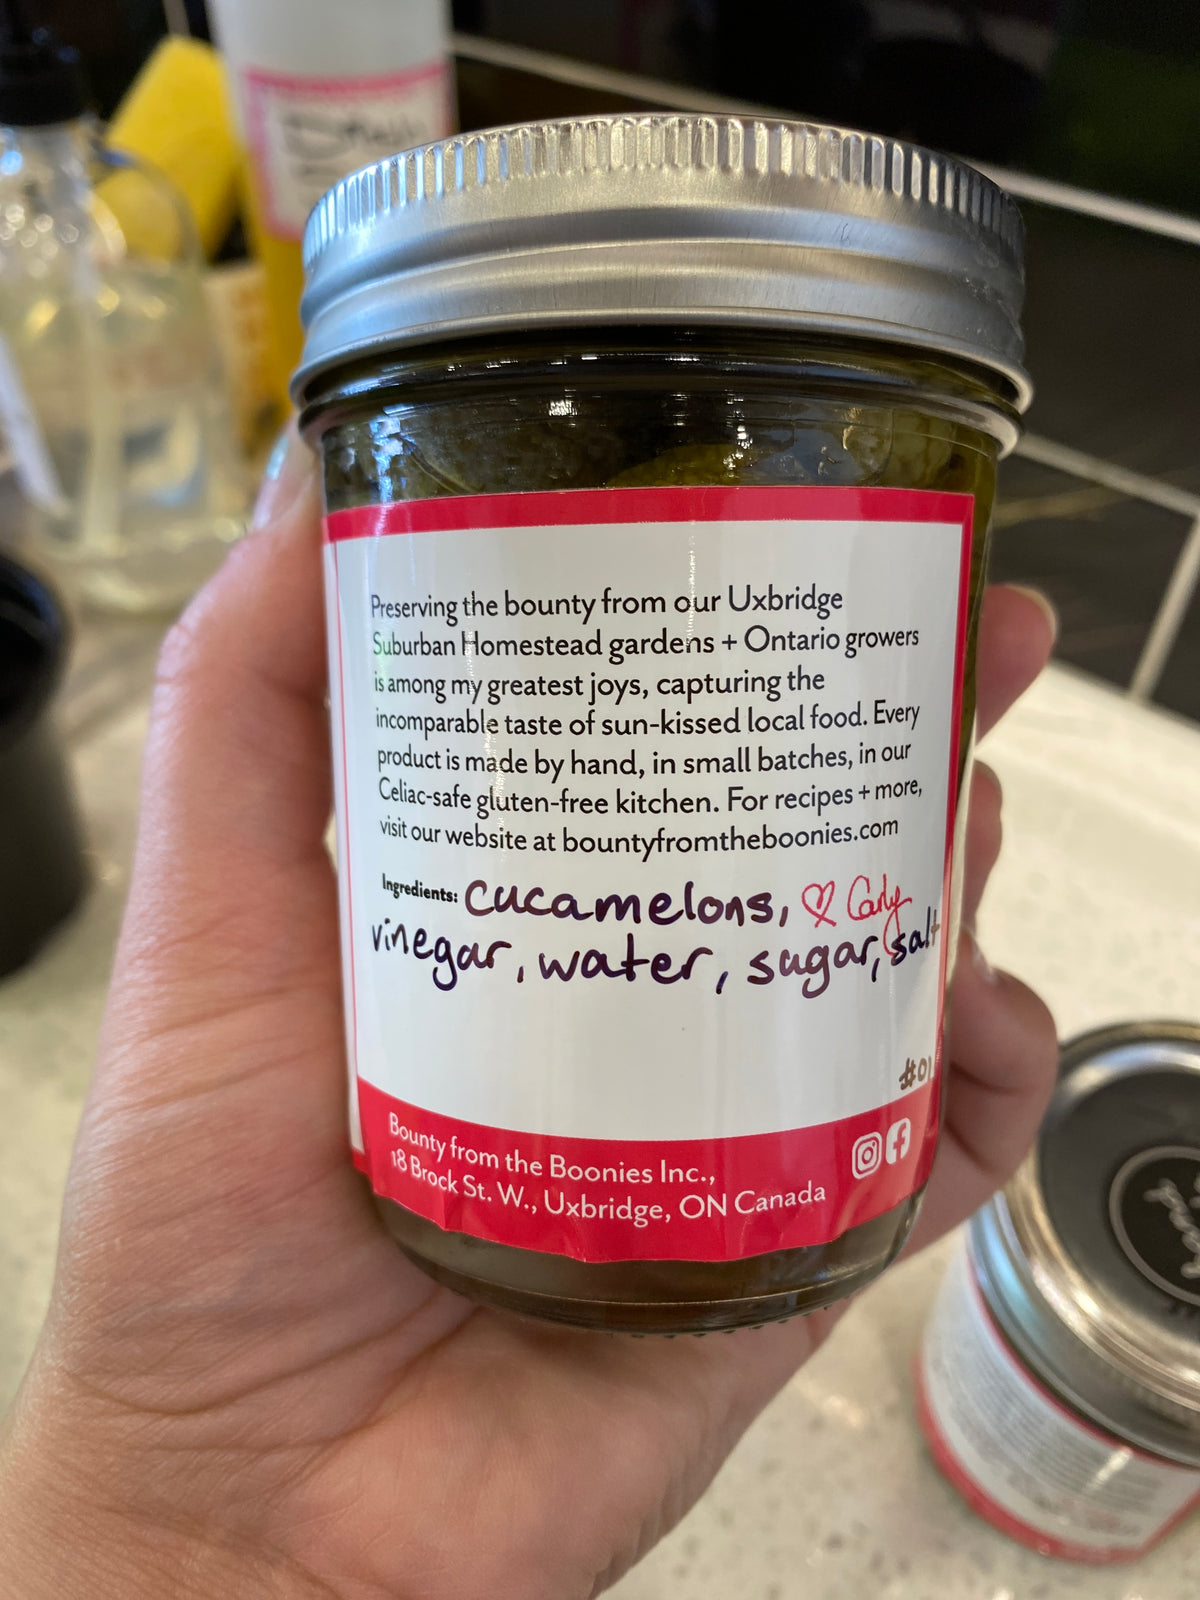 Preserving the bounty from our Uxbridge
Suburban Homestead gardens + Ontario growers
is among my greatest joys, capturing the
incomparable taste of sun-kissed local food. Every
product is made by hand, in small batches, in our
Celiac-safe gluten-free kitchen. For recipes + more,
visit our website at bountyfromtheboonies.com
Ingredients: cucamelons, ♡ Carly
vinegar, water, sugar, salt
#01
Bounty from the Boonies Inc.,
18 Brock St. W., Uxbridge, ON Canada